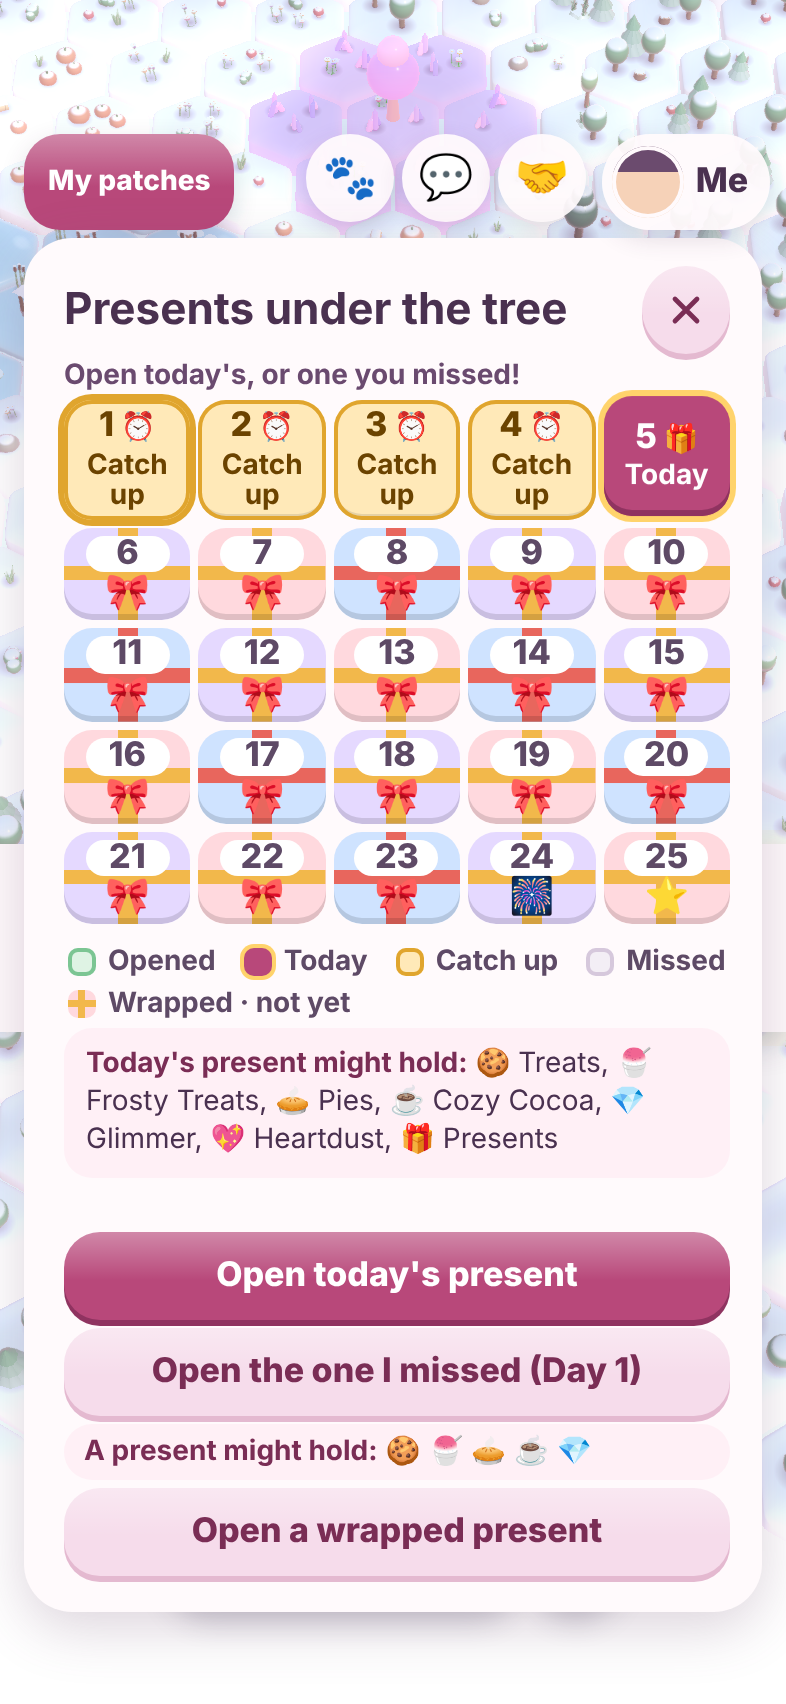 My patches
Me
Presents under the tree
Open today's, or one you missed!
1
Catch
up
2
Catch
up
3
Catch
up
4
Catch
up
5
Today
6
7
8
9
10
11
12
13
14
15
16
17
18
19
20
21
22
23
24
25
Opened
Today
Catch up
Missed
Wrapped · not yet
Today's present might hold: 🍪 Treats, 🍧
Frosty Treats, 🥧 Pies, ☕ Cozy Cocoa, 💎
Glimmer, 💖 Heartdust, 🎁 Presents
Open today's present
Open the one I missed (Day 1)
A present might hold: 🍪 🍧 🥧 ☕ 💎
Open a wrapped present